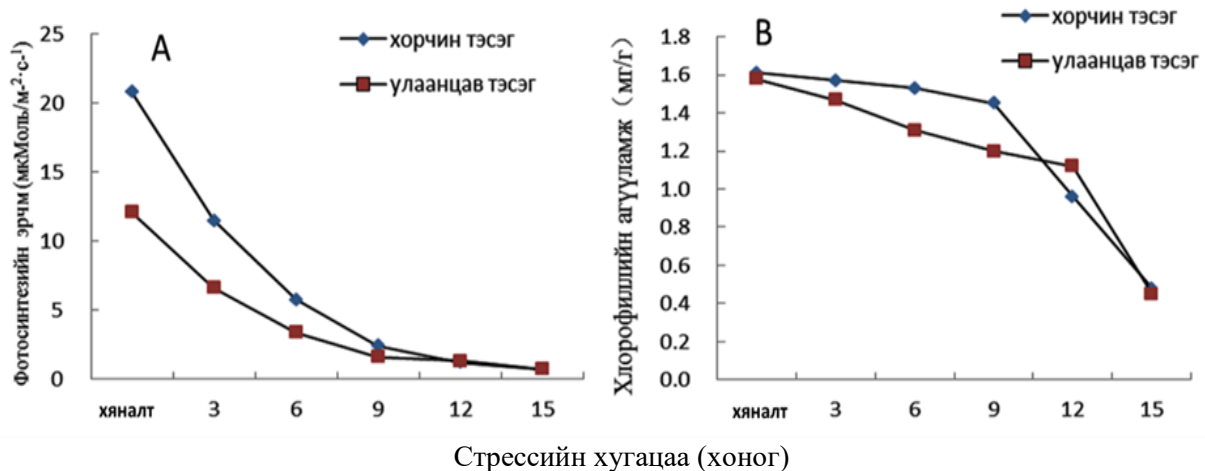 A
хорчин тэсэг
улаанцав тэсэг
Фотосинтезийн эрчм (мкМоль/м⁻²·с⁻¹)
25
20
15
10
5
0
хяналт 3 6 9 12 15
B
хорчин тэсэг
улаанцав тэсэг
Хлорофиллийн агууламж (мг/г)
1.8
1.6
1.4
1.2
1.0
0.8
0.6
0.4
0.2
0.0
хяналт 3 6 9 12 15
Стрессийн хугацаа (хоног)